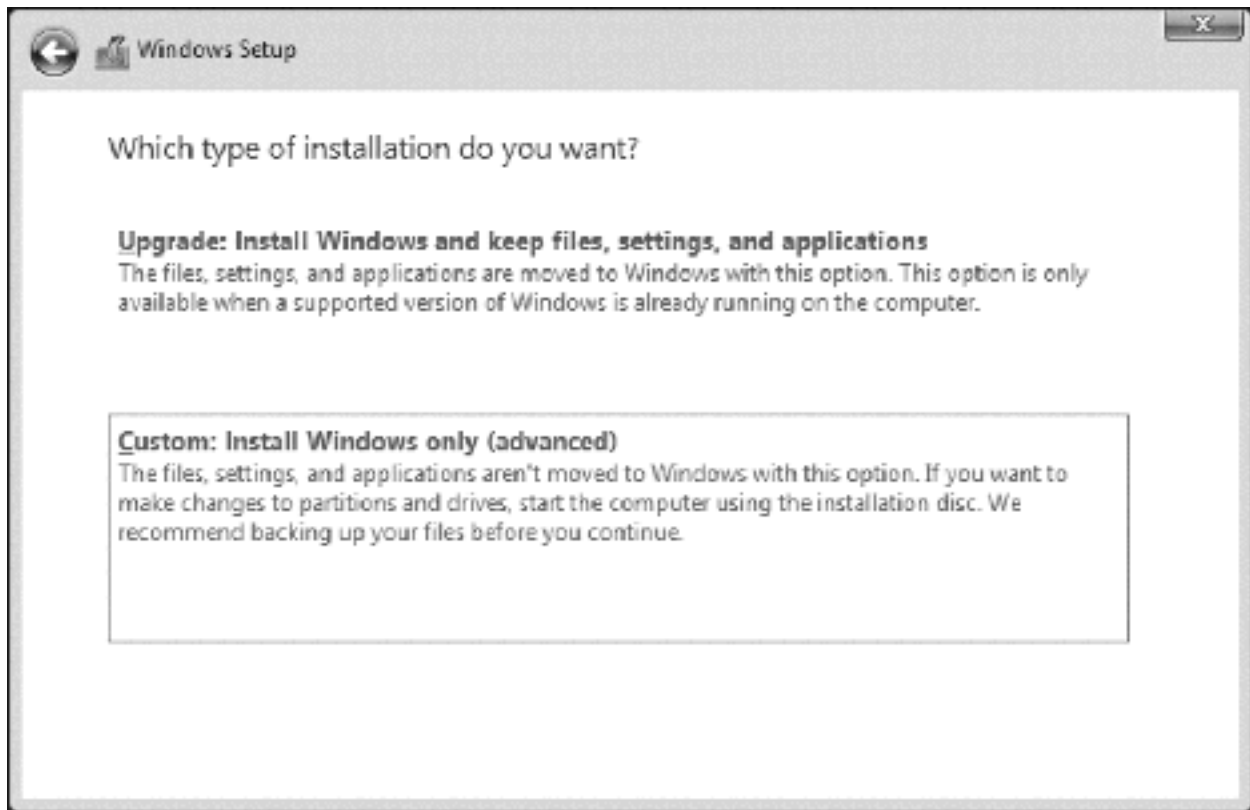 Windows Setup
Which type of installation do you want?
Upgrade: Install Windows and keep files, settings, and applications
The files, settings, and applications are moved to Windows with this option. This option is only
available when a supported version of Windows is already running on the computer.
Custom: Install Windows only (advanced)
The files, settings, and applications aren't moved to Windows with this option. If you want to
make changes to partitions and drives, start the computer using the installation disc. We
recommend backing up your files before you continue.